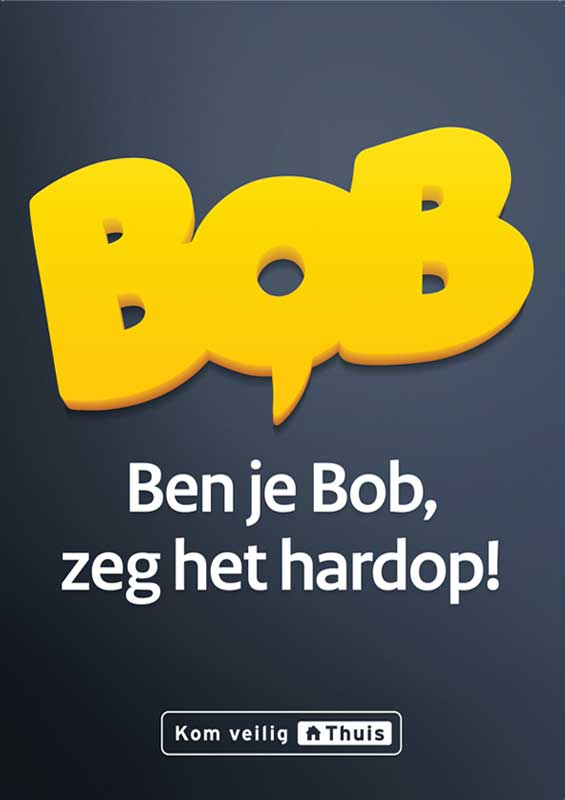 BOB
Ben je Bob,
zeg het hardop!
Kom veilig Thuis